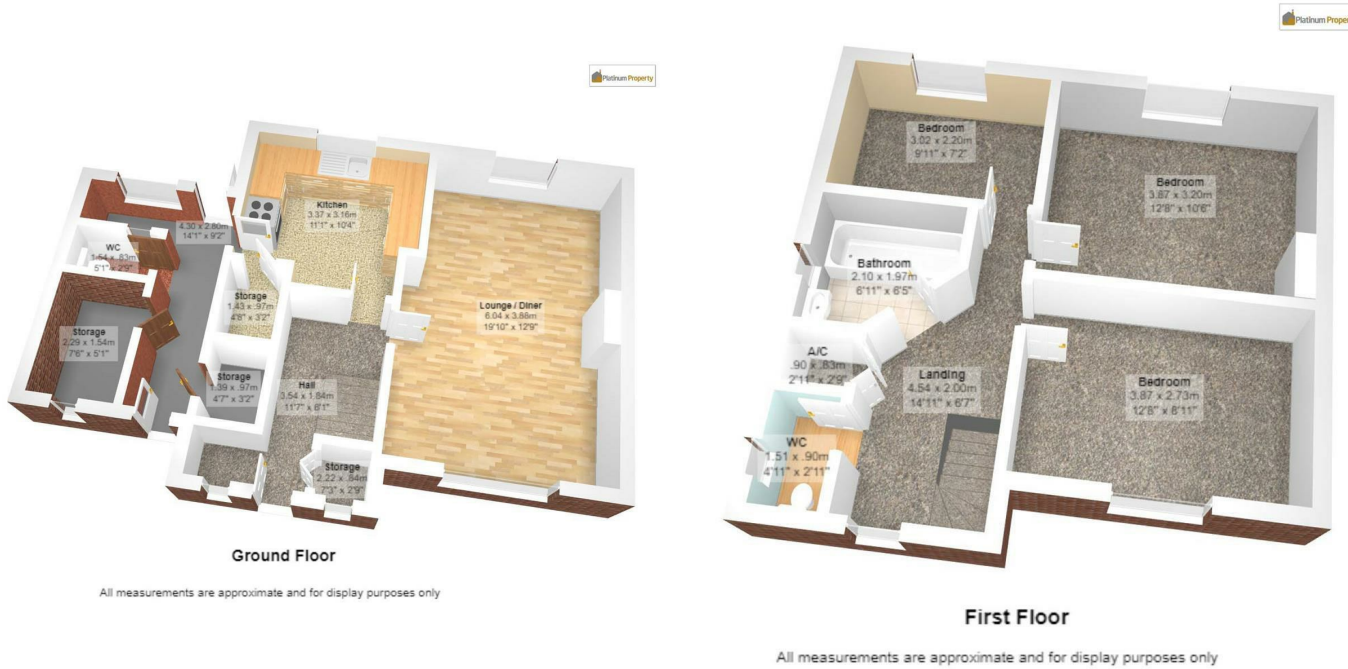 Platinum Property
Kitchen
3.37 x 3.16m
11'1" x 10'4"
4.30 x 2.80m
14'1" x 9'2"
WC
1.54 x .83m
5'1" x 2'9"
Storage
1.43 x .97m
4'8" x 3'2"
Storage
2.29 x 1.54m
7'6" x 5'1"
Storage
1.39 x .97m
4'7" x 3'2"
Lounge / Diner
6.04 x 3.88m
19'10" x 12'9"
Hall
3.54 x 1.84m
11'7" x 6'1"
Storage
2.22 x .84m
7'3" x 2'9"
Ground Floor
All measurements are approximate and for display purposes only
Platinum Prope
Bedroom
3.02 x 2.20m
9'11" x 7'2"
Bedroom
3.87 x 3.20m
12'8" x 10'6"
Bathroom
2.10 x 1.97m
6'11" x 6'5"
A/C
.90 x .83m
2'11" x 2'9"
Landing
4.54 x 2.00m
14'11" x 6'7"
Bedroom
3.87 x 2.73m
12'8" x 8'11"
WC
1.51 x .90m
4'11" x 2'11"
First Floor
All measurements are approximate and for display purposes only